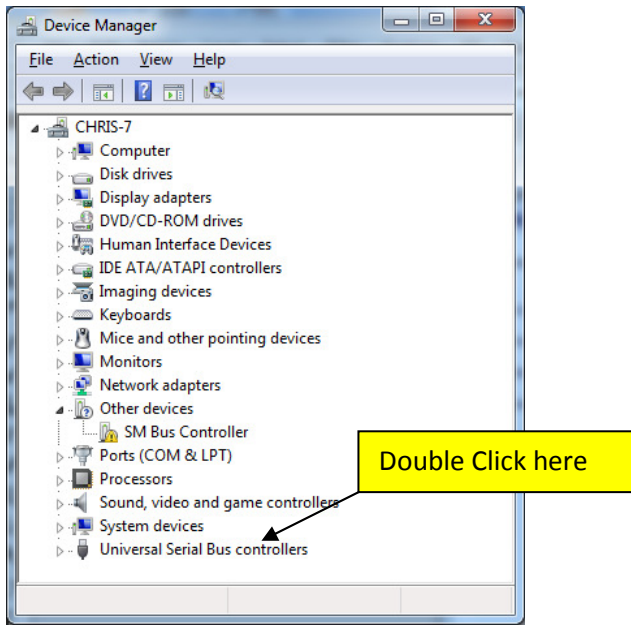 Device Manager
File Action View Help
CHRIS-7
Computer
Disk drives
Display adapters
DVD/CD-ROM drives
Human Interface Devices
IDE ATA/ATAPI controllers
Imaging devices
Keyboards
Mice and other pointing devices
Monitors
Network adapters
Other devices
SM Bus Controller
Ports (COM & LPT)
Double Click here
Processors
Sound, video and game controllers
System devices
Universal Serial Bus controllers